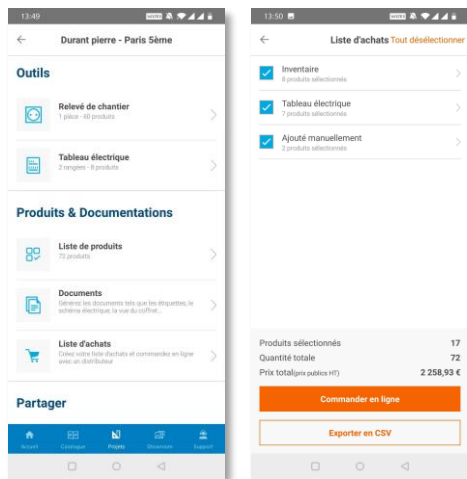 13:49
Durant pierre - Paris 5ème
Outils
Relevé de chantier
1 pièce - 60 produits
Tableau électrique
2 rangées - 8 produits
Produits & Documentations
Liste de produits
72 produits
Documents
Générez les documents tels que les étiquettes, le
schéma électrique, la vue du coffret...
Liste d'achats
Créez votre liste d'achats et commandez en ligne
avec un distributeur
Partager
Accueil
Catalogue
Projets
Showroom
Support
13:50
Liste d'achats Tout désélectionner
Inventaire
8 produits sélectionnés
Tableau électrique
7 produits sélectionnés
Ajouté manuellement
2 produits sélectionnés
Produits sélectionnés 17
Quantité totale 72
Prix total(prix publics HT) 2 258,93 €
Commander en ligne
Exporter en CSV